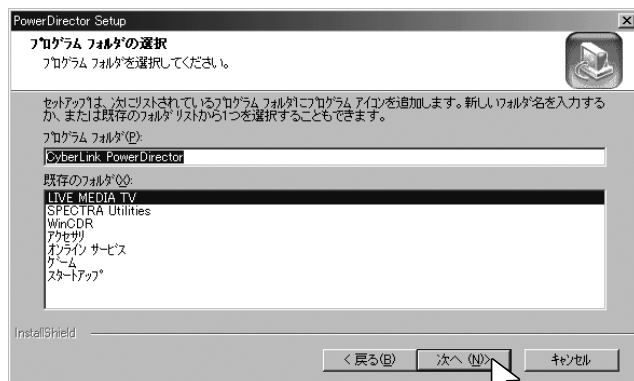 PowerDirector Setup
プログラム フォルダの選択
プログラム フォルダを選択してください。
セットアップは、次にリストされているプログラム フォルダにプログラム アイコンを追加します。新しいフォルダ名を入力する
か、または既存のフォルダ リストから1つを選択することもできます。
プログラム フォルダ(P):
CyberLink PowerDirector
既存のフォルダ(X):
LIVE MEDIA TV
SPECTRA Utilities
WinCDR
アクセサリ
オンライン サービス
ゲーム
スタートアップ
InstallShield
< 戻る(B)
次へ (N)>
キャンセル